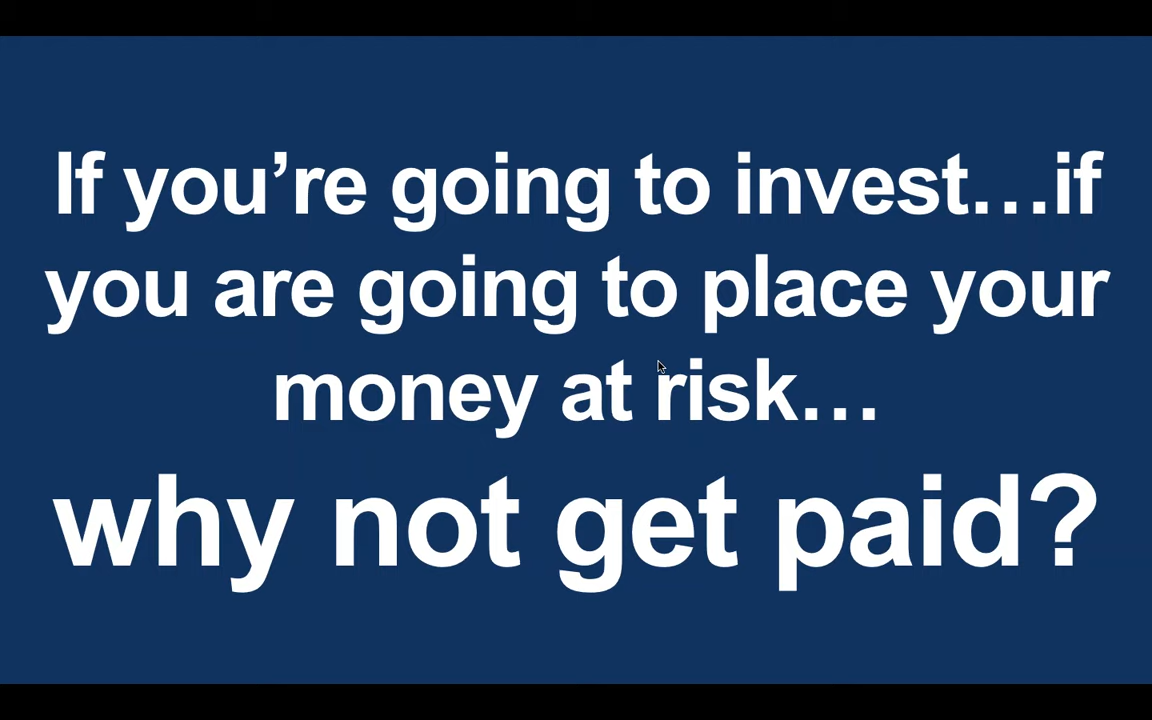 If you’re going to invest…if
you are going to place your
money at risk…
why not get paid?